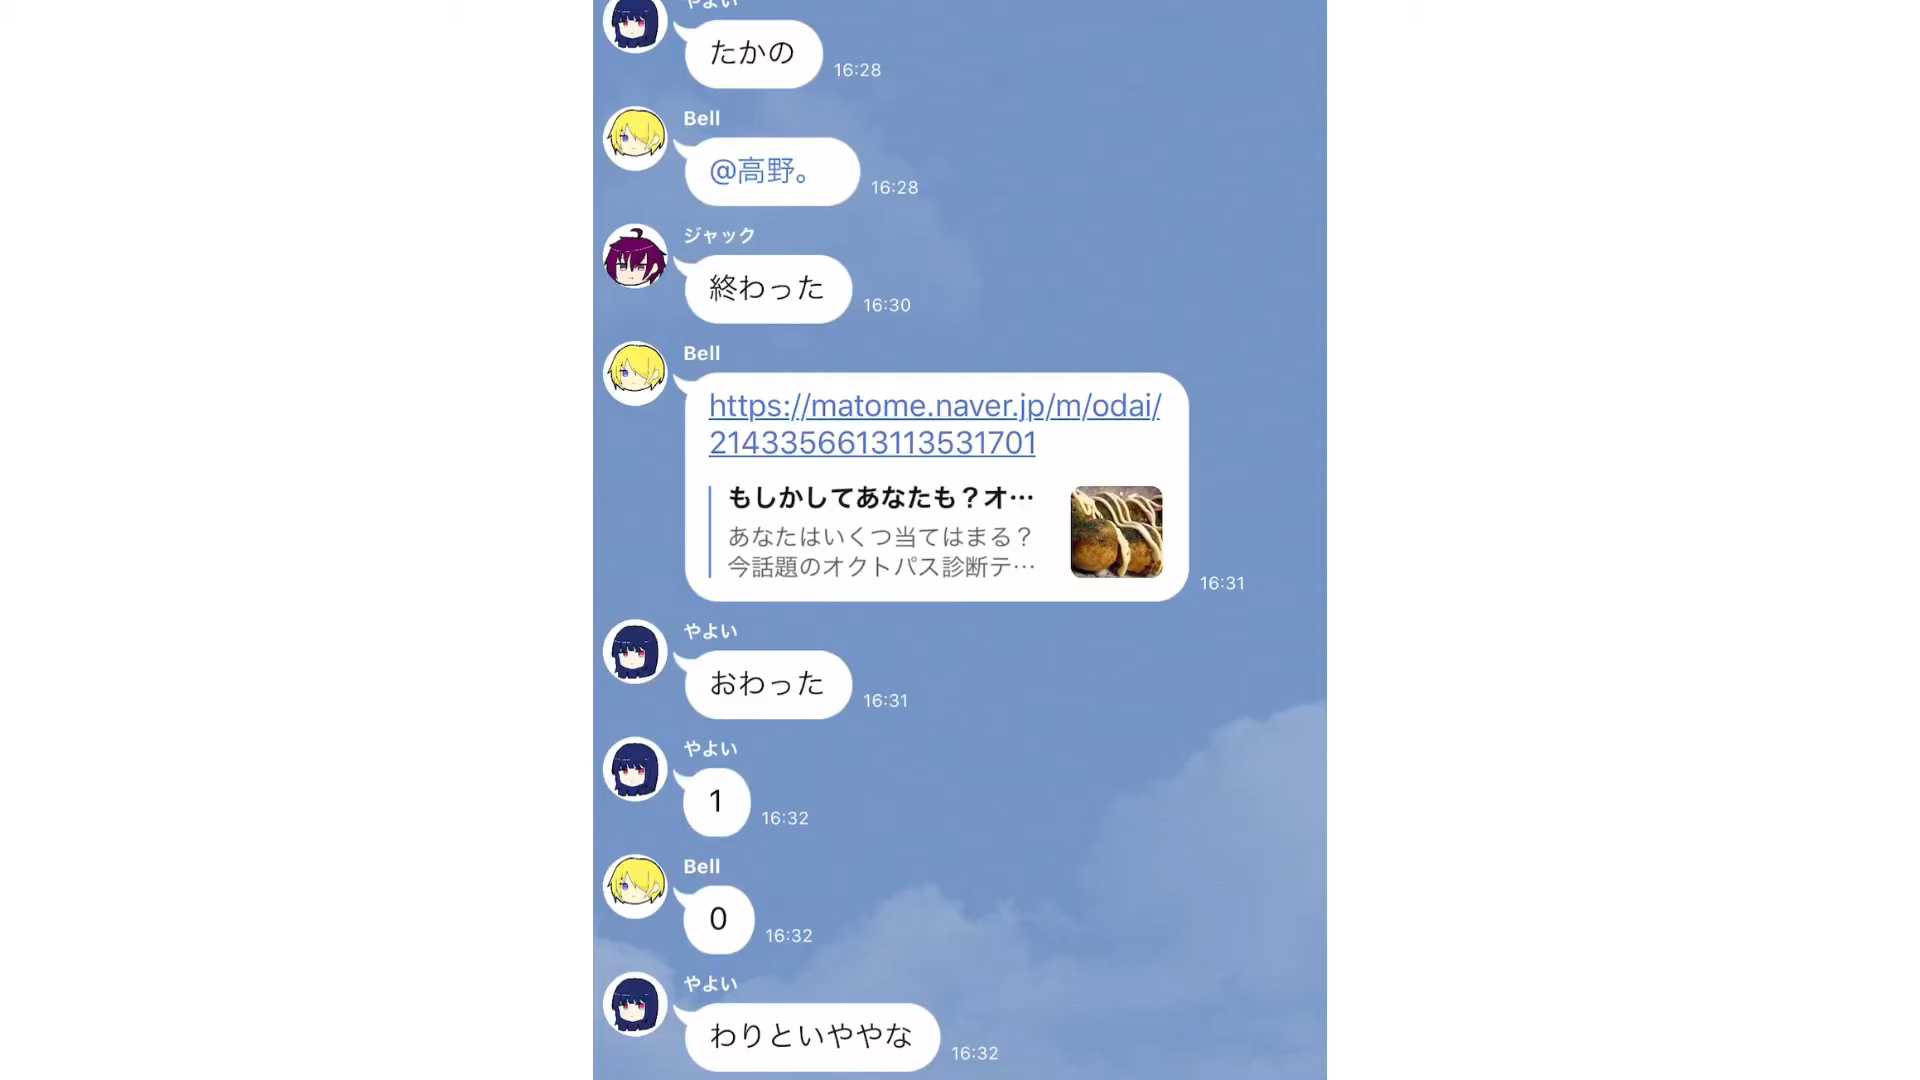 やよい
たかの
16:28
Bell
@高野。
16:28
ジャック
終わった
16:30
Bell
https://matome.naver.jp/m/odai/
2143356613113531701
もしかしてあなたも？オ…
あなたはいくつ当てはまる？
今話題のオクトパス診断テ…
16:31
やよい
おわった
16:31
やよい
1
16:32
Bell
0
16:32
やよい
わりといややな
16:32